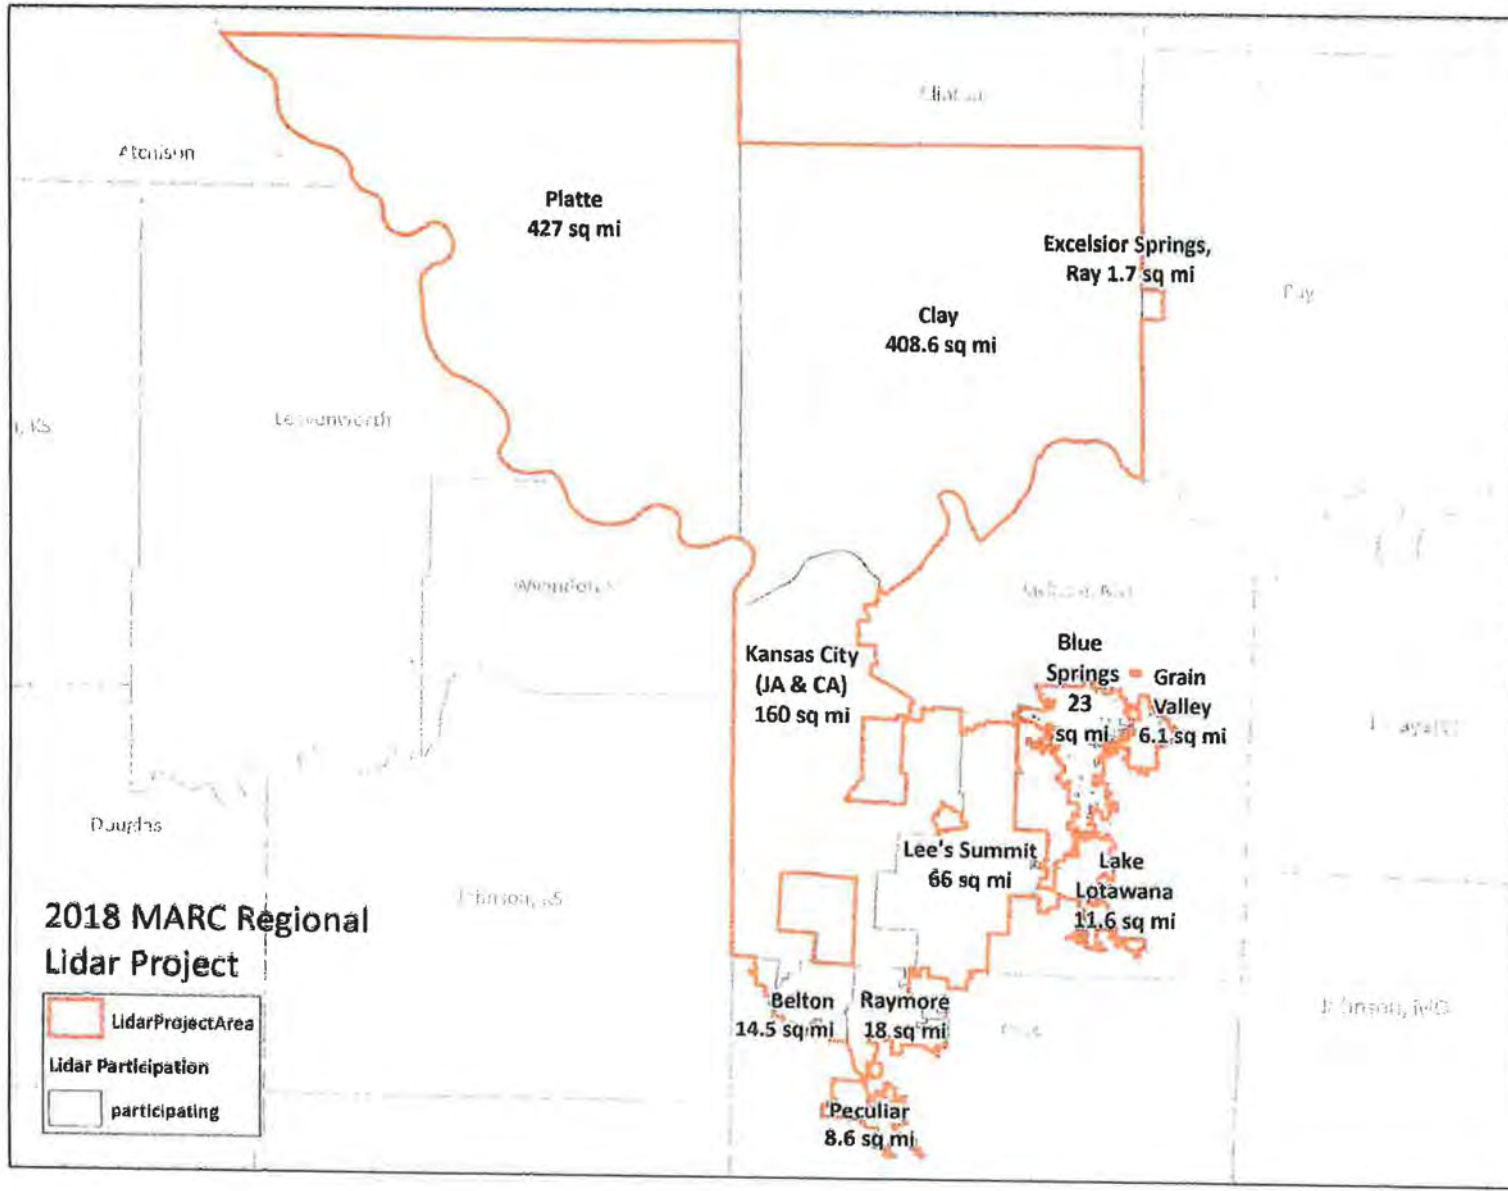 Atchison
Platte
427 sq mi
Excelsior Springs,
Ray 1.7 sq mi
Clay
408.6 sq mi
Leavenworth
Kansas City
(JA & CA)
160 sq mi
Blue
Springs
23
sq mi
Grain
Valley
6.1 sq mi
Douglas
Lee's Summit
66 sq mi
Lake
Lotawana
11.6 sq mi
2018 MARC Regional
Lidar Project
LidarProjectArea
Lidar Participation
participating
Belton
14.5 sq mi
Raymore
18 sq mi
Peculiar
8.6 sq mi